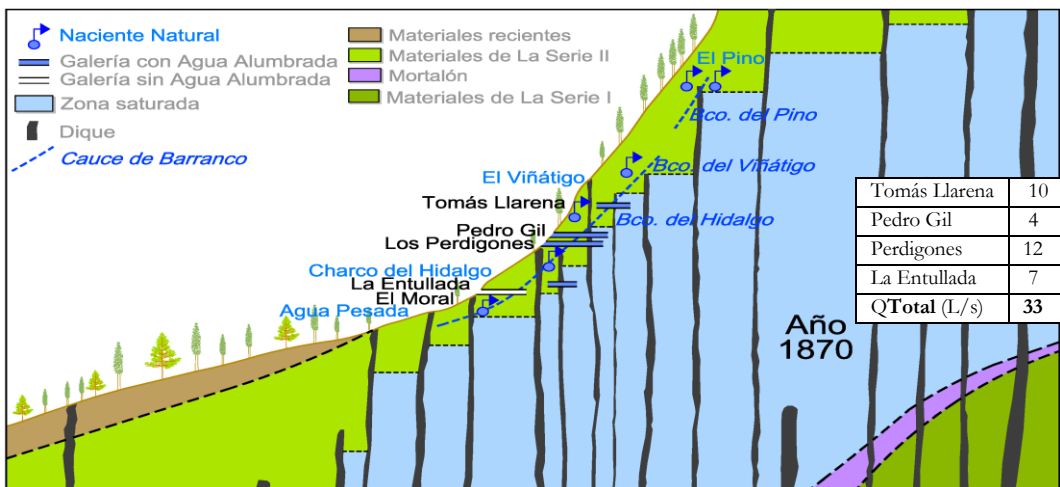 Naciente Natural
Galería con Agua Alumbrada
Galería sin Agua Alumbrada
Zona saturada
Dique
Cauce de Barranco
Materiales recientes
Materiales de La Serie II
Mortalón
Materiales de La Serie I
El Pino
Bco. del Pino
El Viñátigo
Bco. del Viñátigo
Tomás Llarena
Bco. del Hidalgo
Pedro Gil
Los Perdigones
Charco del Hidalgo
La Entullada
El Moral
Agua Pesada
Año
1870
Tomás Llarena 10
Pedro Gil 4
Perdigones 12
La Entullada 7
QTotal (L/s) 33